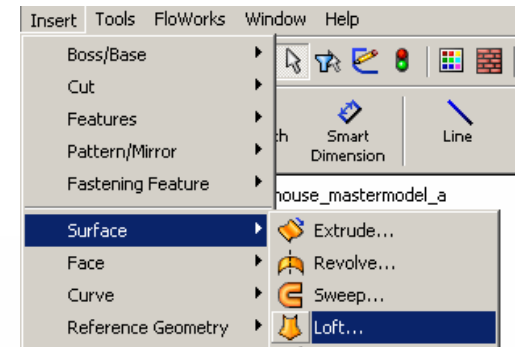 Insert Tools FloWorks Window Help
Boss/Base
Cut
Features
Pattern/Mirror
Fastening Feature
Surface
Face
Curve
Reference Geometry
Smart
Dimension
Line
house_mastermodel_a
Extrude...
Revolve...
Sweep...
Loft...